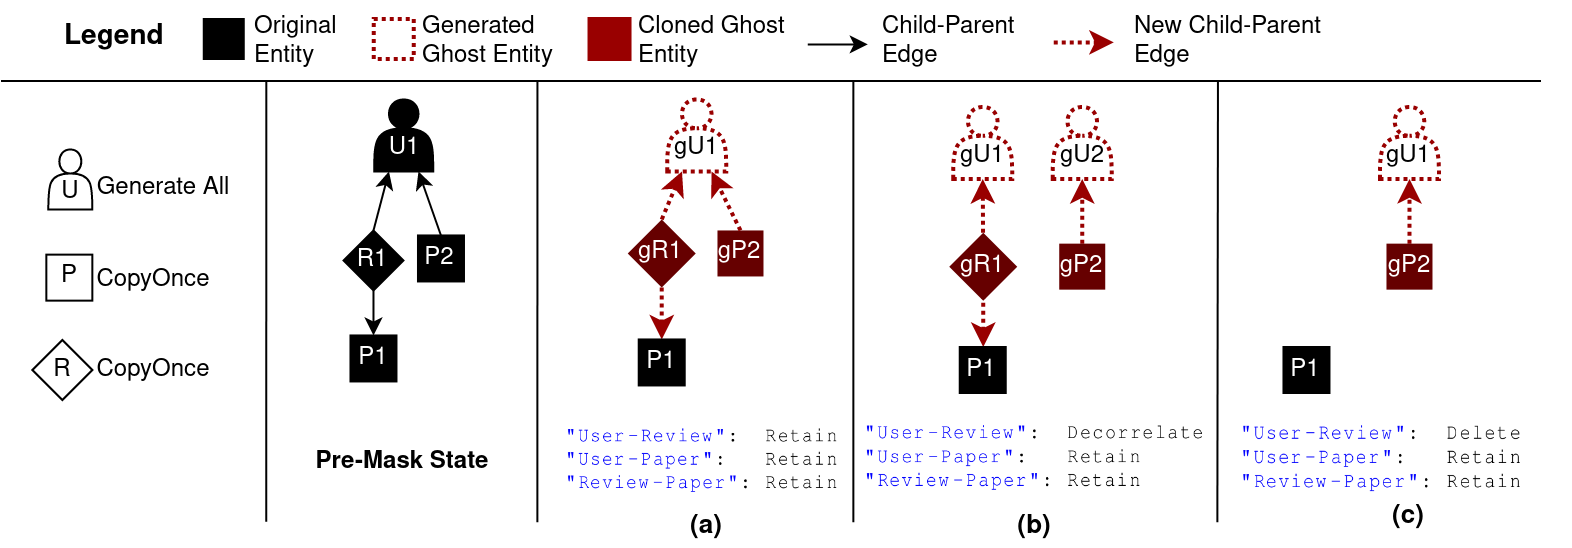 Legend
Original
Entity
Generated
Ghost Entity
Cloned Ghost
Entity
Child-Parent
Edge
New Child-Parent
Edge
U
Generate All
P
CopyOnce
R
CopyOnce
U1
R1
P2
P1
Pre-Mask State
gU1
gR1
gP2
P1
"User-Review": Retain
"User-Paper": Retain
"Review-Paper": Retain
(a)
gU1
gU2
gR1
gP2
P1
"User-Review": Decorrelate
"User-Paper": Retain
"Review-Paper": Retain
(b)
gU1
gP2
P1
"User-Review": Delete
"User-Paper": Retain
"Review-Paper": Retain
(c)